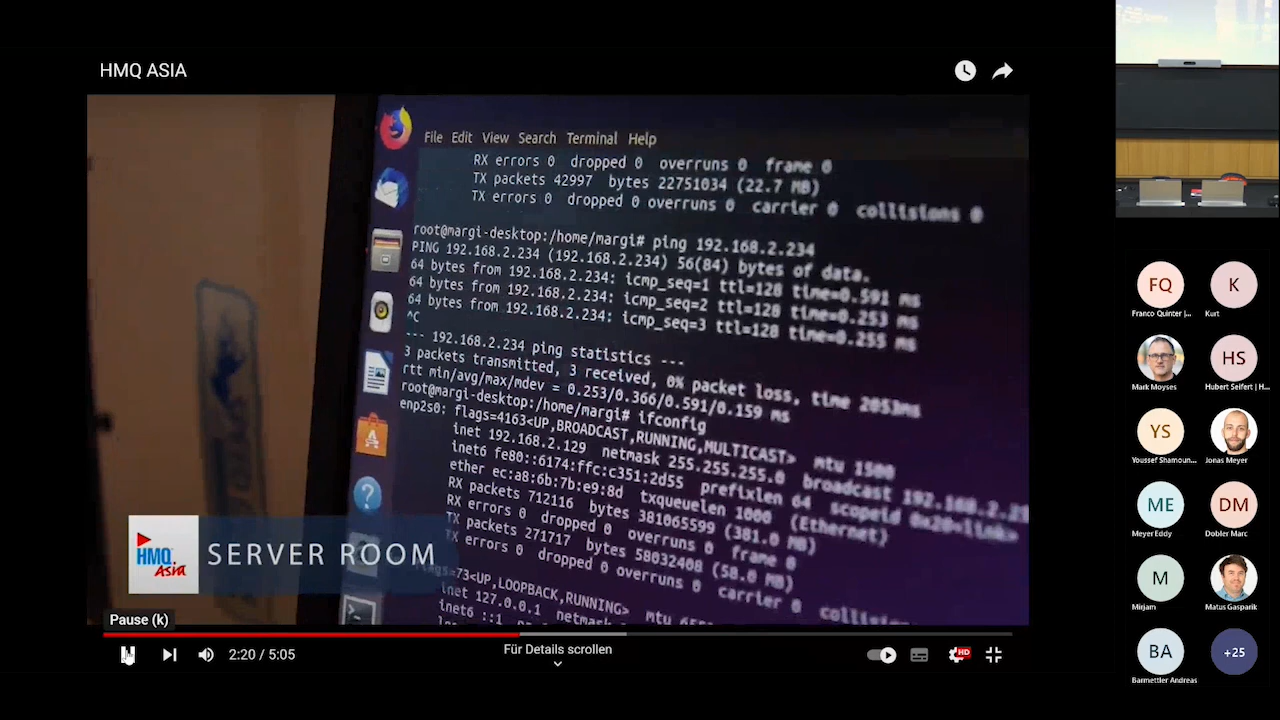 HMQ ASIA
File Edit View Search Terminal Help
RX errors 0 dropped 0 overruns 0 frame 0
TX packets 42997 bytes 22751034 (22.7 MB)
TX errors 0 dropped 0 overruns 0 carrier 0 collisions 0
root@margi-desktop:/home/margi# ping 192.168.2.234
PING 192.168.2.234 (192.168.2.234) 56(84) bytes of data.
64 bytes from 192.168.2.234: icmp_seq=1 ttl=128 time=0.591 ms
64 bytes from 192.168.2.234: icmp_seq=2 ttl=128 time=0.253 ms
64 bytes from 192.168.2.234: icmp_seq=3 ttl=128 time=0.255 ms
^C
--- 192.168.2.234 ping statistics ---
3 packets transmitted, 3 received, 0% packet loss, time 2053ms
rtt min/avg/max/mdev = 0.253/0.366/0.591/0.159 ms
root@margi-desktop:/home/margi# ifconfig
enp2s0: flags=4163<UP,BROADCAST,RUNNING,MULTICAST> mtu 1500
inet 192.168.2.129 netmask 255.255.255.0 broadcast
inet6 fe80::6174:ffc:c351:2d55 prefixlen 64 scopeid 0x20<link>
ether ec:a8:6b:7b:e9:8d txqueuelen 1000 (Ethernet)
RX packets 712116 bytes 381065599 (381.0 MB)
RX errors 0 dropped 0 overruns 0 frame 0
TX packets 271717 bytes 58032408 (58.0 MB)
TX errors 0 dropped 0 overruns 0 carrier 0
flags=73<UP,LOOPBACK,RUNNING> mtu
inet 127.0.0.1 netmask
inet6 ::1
HMQ
Asia
SERVER ROOM
Pause (k)
2:20 / 5:05
Für Details scrollen
HD
FQ
Franco Quinter |...
K
Kurt
Mark Moyses
HS
Hubert Seifert | H...
YS
Youssef Shamoun...
Jonas Meyer
ME
Meyer Eddy
DM
Dobler Marc
M
Mirjam
Matus Gasparik
BA
Barmettler Andreas
+25